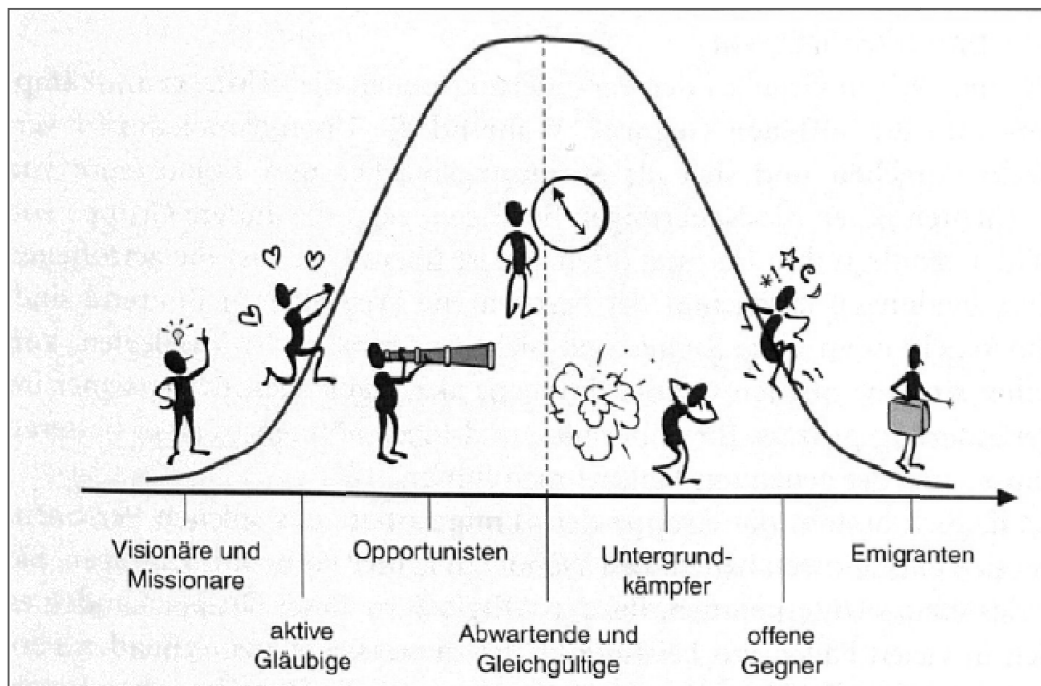 Visionäre und
Missionare
aktive
Gläubige
Opportunisten
Abwartende und
Gleichgültige
Untergrund-
kämpfer
offene
Gegner
Emigranten